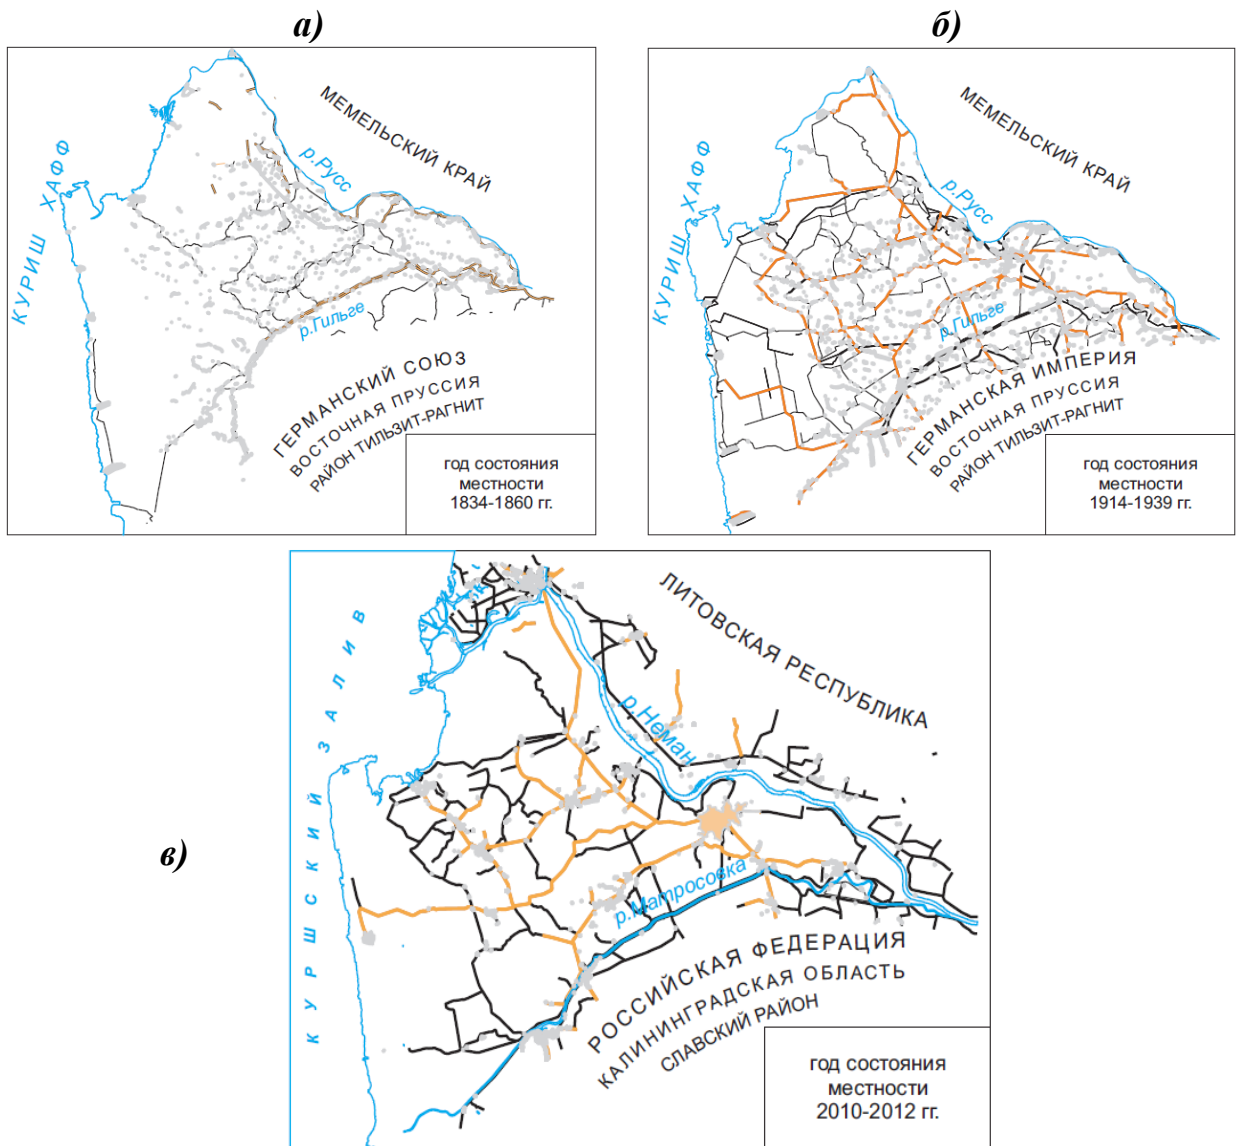 а)
МЕМЕЛЬСКИЙ КРАЙ
р.Русс
КУРИШ ХАФФ
р.Гильге
ГЕРМАНСКИЙ СОЮЗ
ВОСТОЧНАЯ ПРУССИЯ
РАЙОН ТИЛЬЗИТ-РАГНИТ
год состояния
местности
1834-1860 гг.
б)
МЕМЕЛЬСКИЙ КРАЙ
р.Русс
КУРИШ ХАФФ
р.Гильге
ГЕРМАНСКАЯ ИМПЕРИЯ
ВОСТОЧНАЯ ПРУССИЯ
РАЙОН ТИЛЬЗИТ-РАГНИТ
год состояния
местности
1914-1939 гг.
в)
ЛИТОВСКАЯ РЕСПУБЛИКА
р.Неман
КУРШСКИЙ ЗАЛИВ
р.Матросовка
РОССИЙСКАЯ ФЕДЕРАЦИЯ
КАЛИНИНГРАДСКАЯ ОБЛАСТЬ
СЛАВСКИЙ РАЙОН
год состояния
местности
2010-2012 гг.